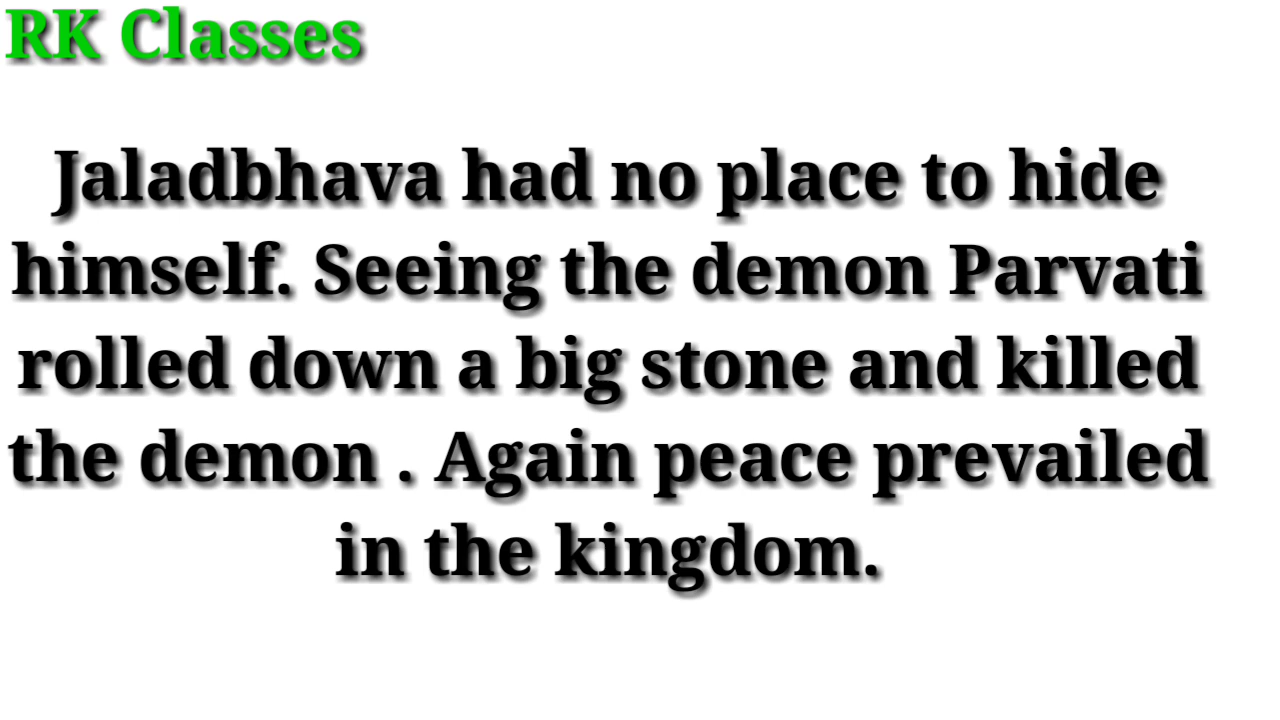 RK Classes
Jaladbhava had no place to hide
himself. Seeing the demon Parvati
rolled down a big stone and killed
the demon . Again peace prevailed
in the kingdom.